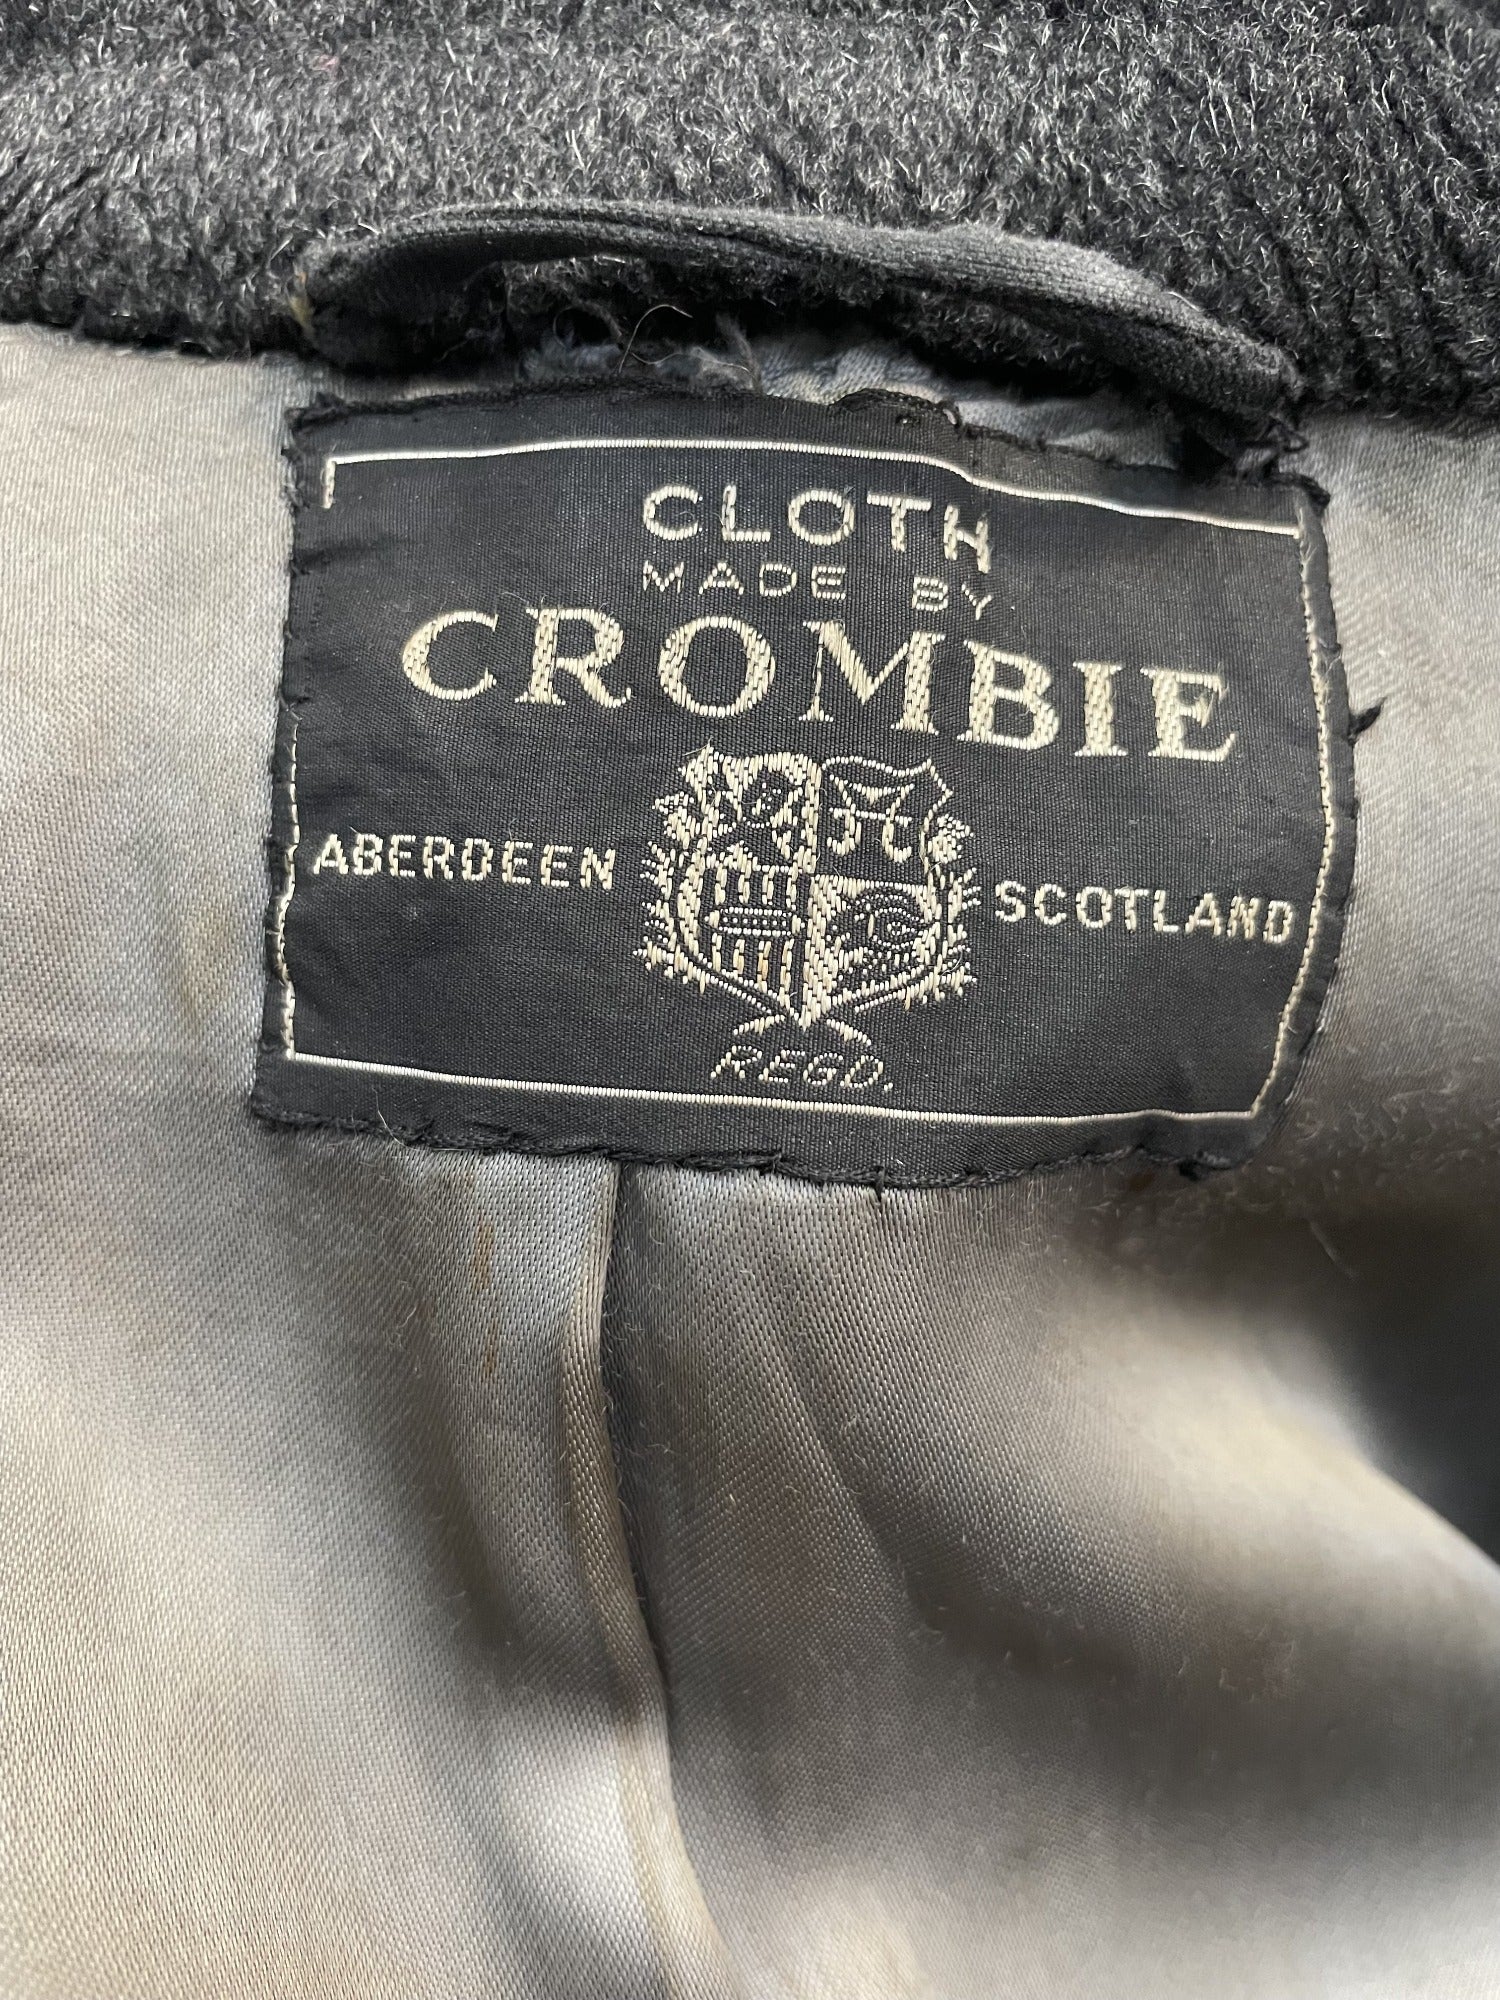 CLOTH
MADE BY
CROMBIE
ABERDEEN SCOTLAND
REGD.